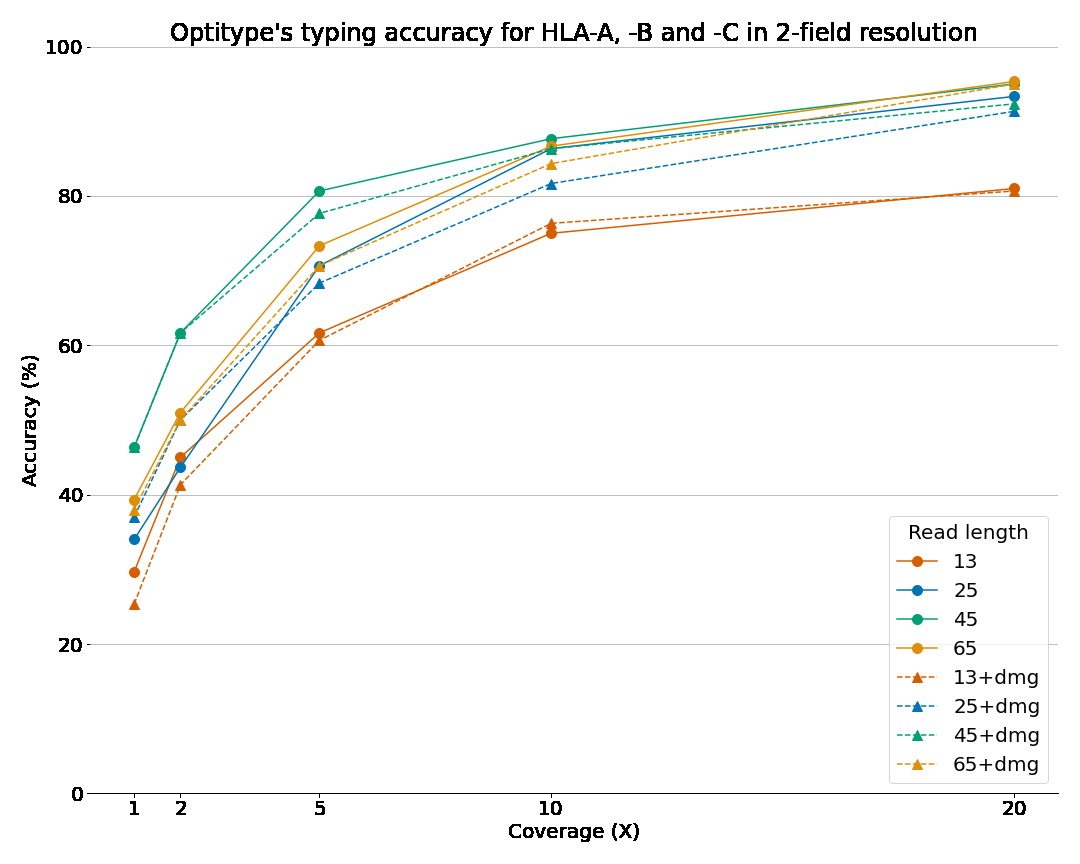 Optitype's typing accuracy for HLA-A, -B and -C in 2-field resolution
100
80
60
40
20
0
Accuracy (%)
1 2 5 10 20
Coverage (X)
Read length
13
25
45
65
13+dmg
25+dmg
45+dmg
65+dmg